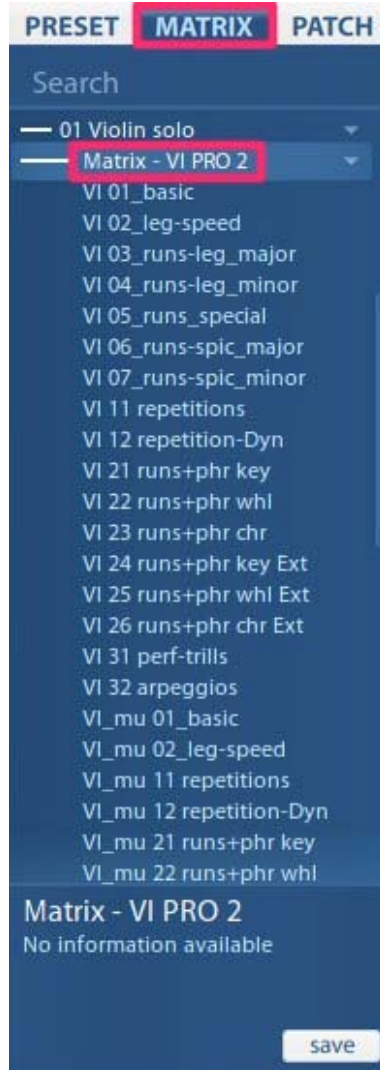 PRESET MATRIX PATCH
Search
01 Violin solo
Matrix - VI PRO 2
VI 01_basic
VI 02_leg-speed
VI 03_runs-leg_major
VI 04_runs-leg_minor
VI 05_runs_special
VI 06_runs-spic_major
VI 07_runs-spic_minor
VI 11 repetitions
VI 12 repetition-Dyn
VI 21 runs+phr key
VI 22 runs+phr whl
VI 23 runs+phr chr
VI 24 runs+phr key Ext
VI 25 runs+phr whl Ext
VI 26 runs+phr chr Ext
VI 31 perf-trills
VI 32 arpeggios
VI_mu 01_basic
VI_mu 02_leg-speed
VI_mu 11 repetitions
VI_mu 12 repetition-Dyn
VI_mu 21 runs+phr key
VI_mu 22 runs+phr whl
Matrix - VI PRO 2
No information available
save